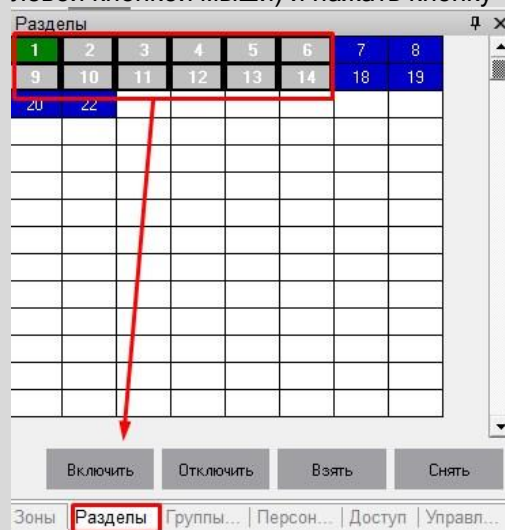 левой кнопкой мыши) и нажать кнопку
Разделы
1 2 3 4 5 6 7 8
9 10 11 12 13 14 18 19
20 22
Включить Отключить Взять Снять
Зоны Разделы Группы... Персон... Доступ Управл...